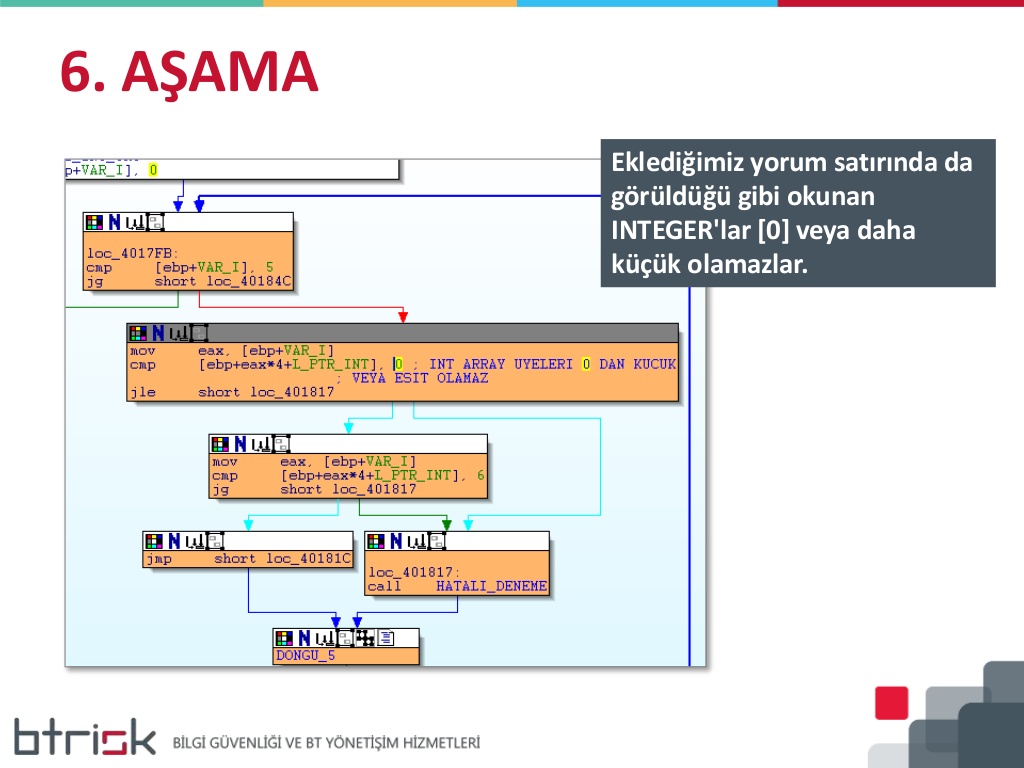 6. AŞAMA
p+VAR_I], 0
Eklediğimiz yorum satırında da
görüldüğü gibi okunan
INTEGER'lar [0] veya daha
küçük olamazlar.
loc_4017FB:
cmp [ebp+VAR_I], 5
jg short loc_40184C
mov eax, [ebp+VAR_I]
cmp [ebp+eax*4+L_PTR_INT], 0 ; INT ARRAY UYELERI 0 DAN KUCUK
; VEYA ESIT OLAMAZ
jle short loc_401817
mov eax, [ebp+VAR_I]
cmp [ebp+eax*4+L_PTR_INT], 6
jg short loc_401817
jmp short loc_40181C
loc_401817:
call HATALI_DENEME
DONGU_5
btrisk BİLGİ GÜVENLİĞİ VE BT YÖNETİŞİM HİZMETLERİ